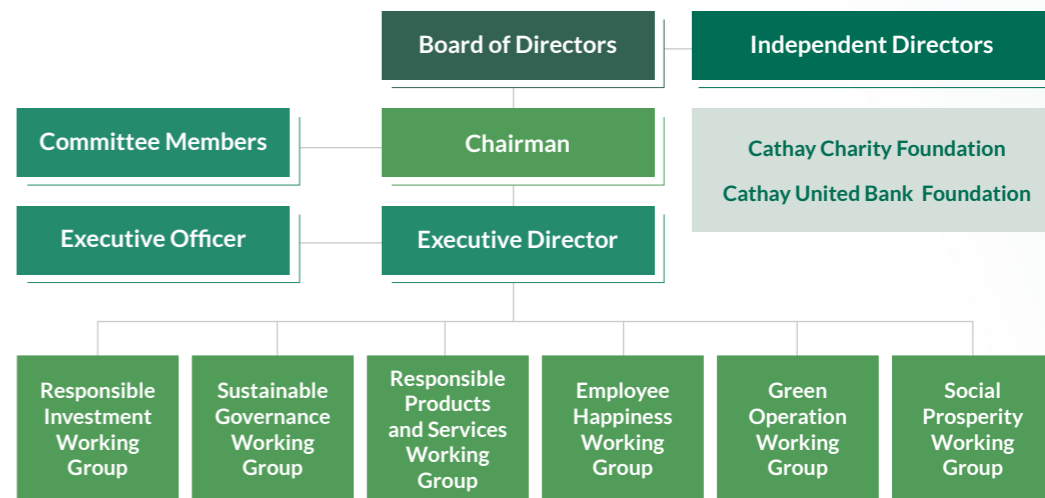 Board of Directors
Independent Directors
Committee Members
Chairman
Cathay Charity Foundation
Cathay United Bank Foundation
Executive Officer
Executive Director
Responsible
Investment
Working
Group
Sustainable
Governance
Working
Group
Responsible
Products
and Services
Working
Group
Employee
Happiness
Working
Group
Green
Operation
Working
Group
Social
Prosperity
Working
Group